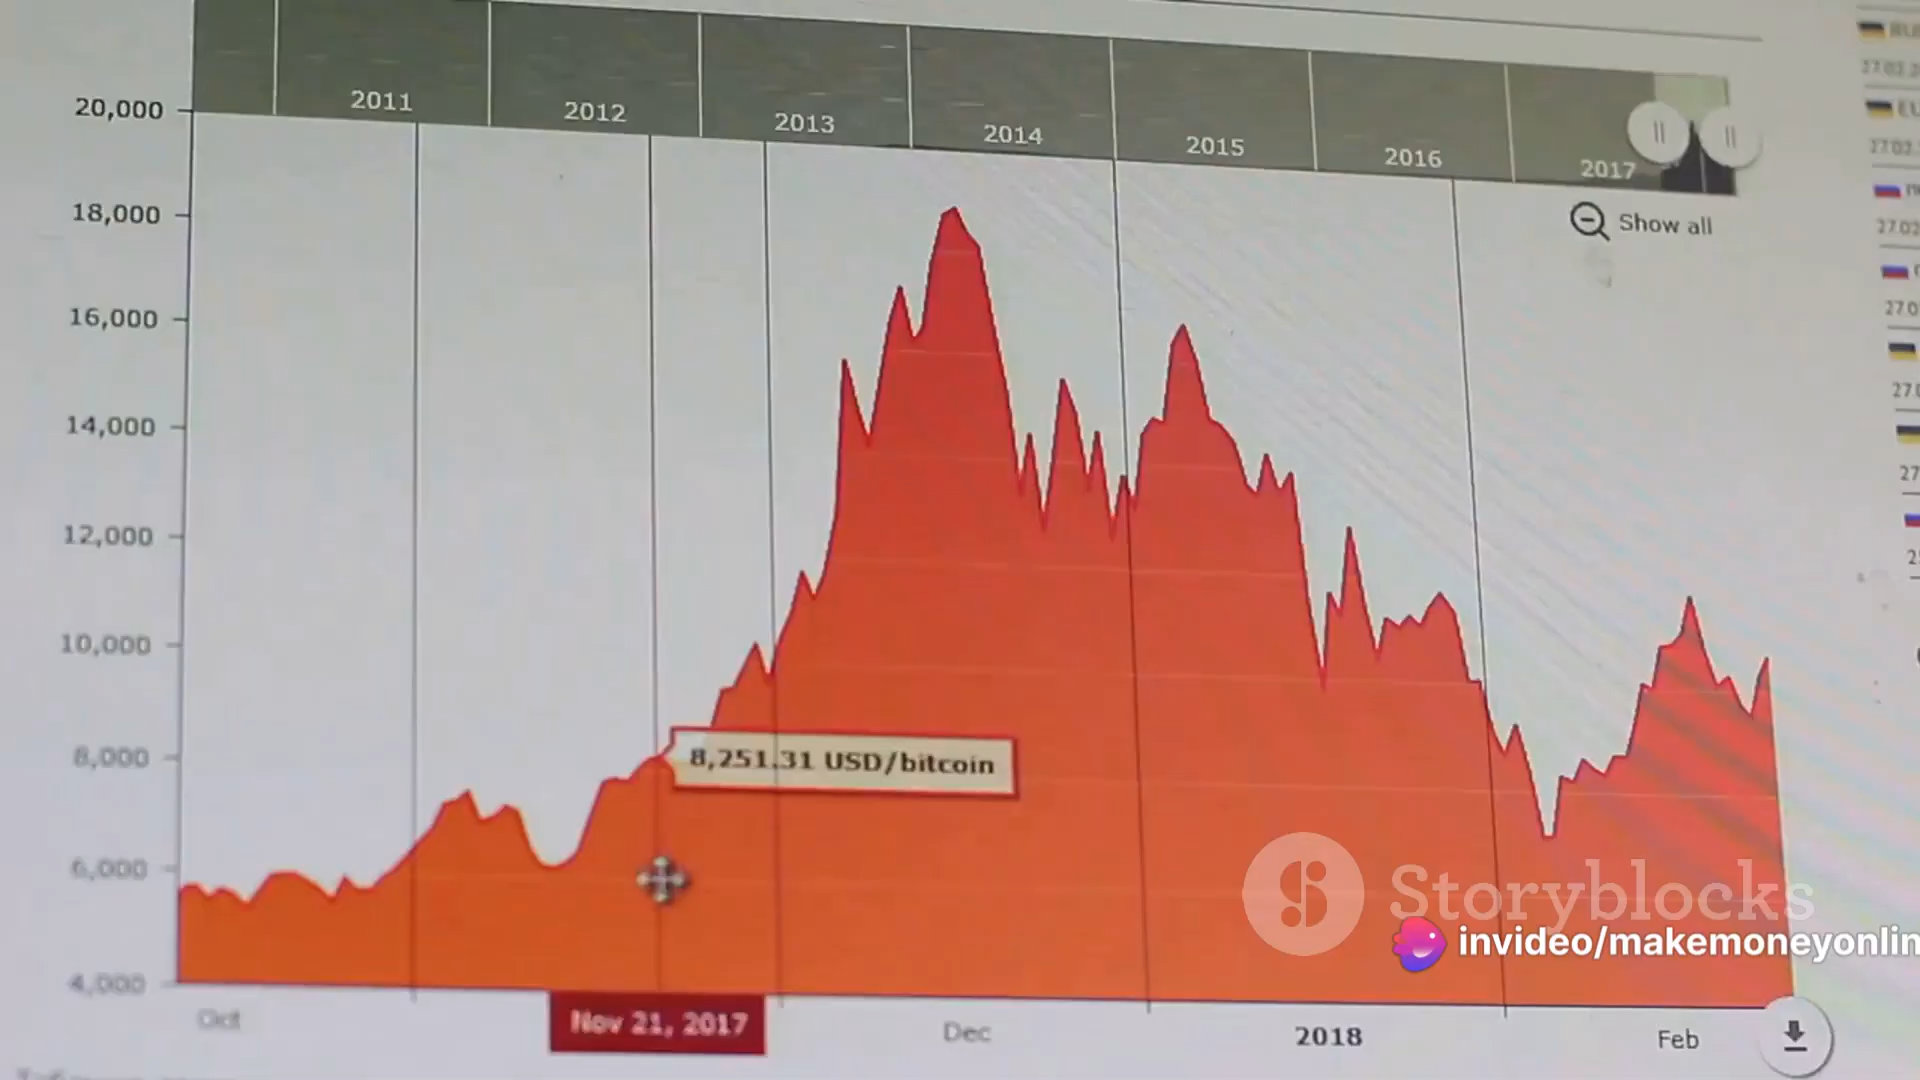 2011
2012
2013
2014
2015
2016
2017
Show all
20,000
18,000
16,000
14,000
12,000
10,000
8,000
6,000
4,000
8,251.31 USD/bitcoin
Storyblocks
invideo/makemoneyonlin
Oct
Nov 21, 2017
Dec
2018
Feb